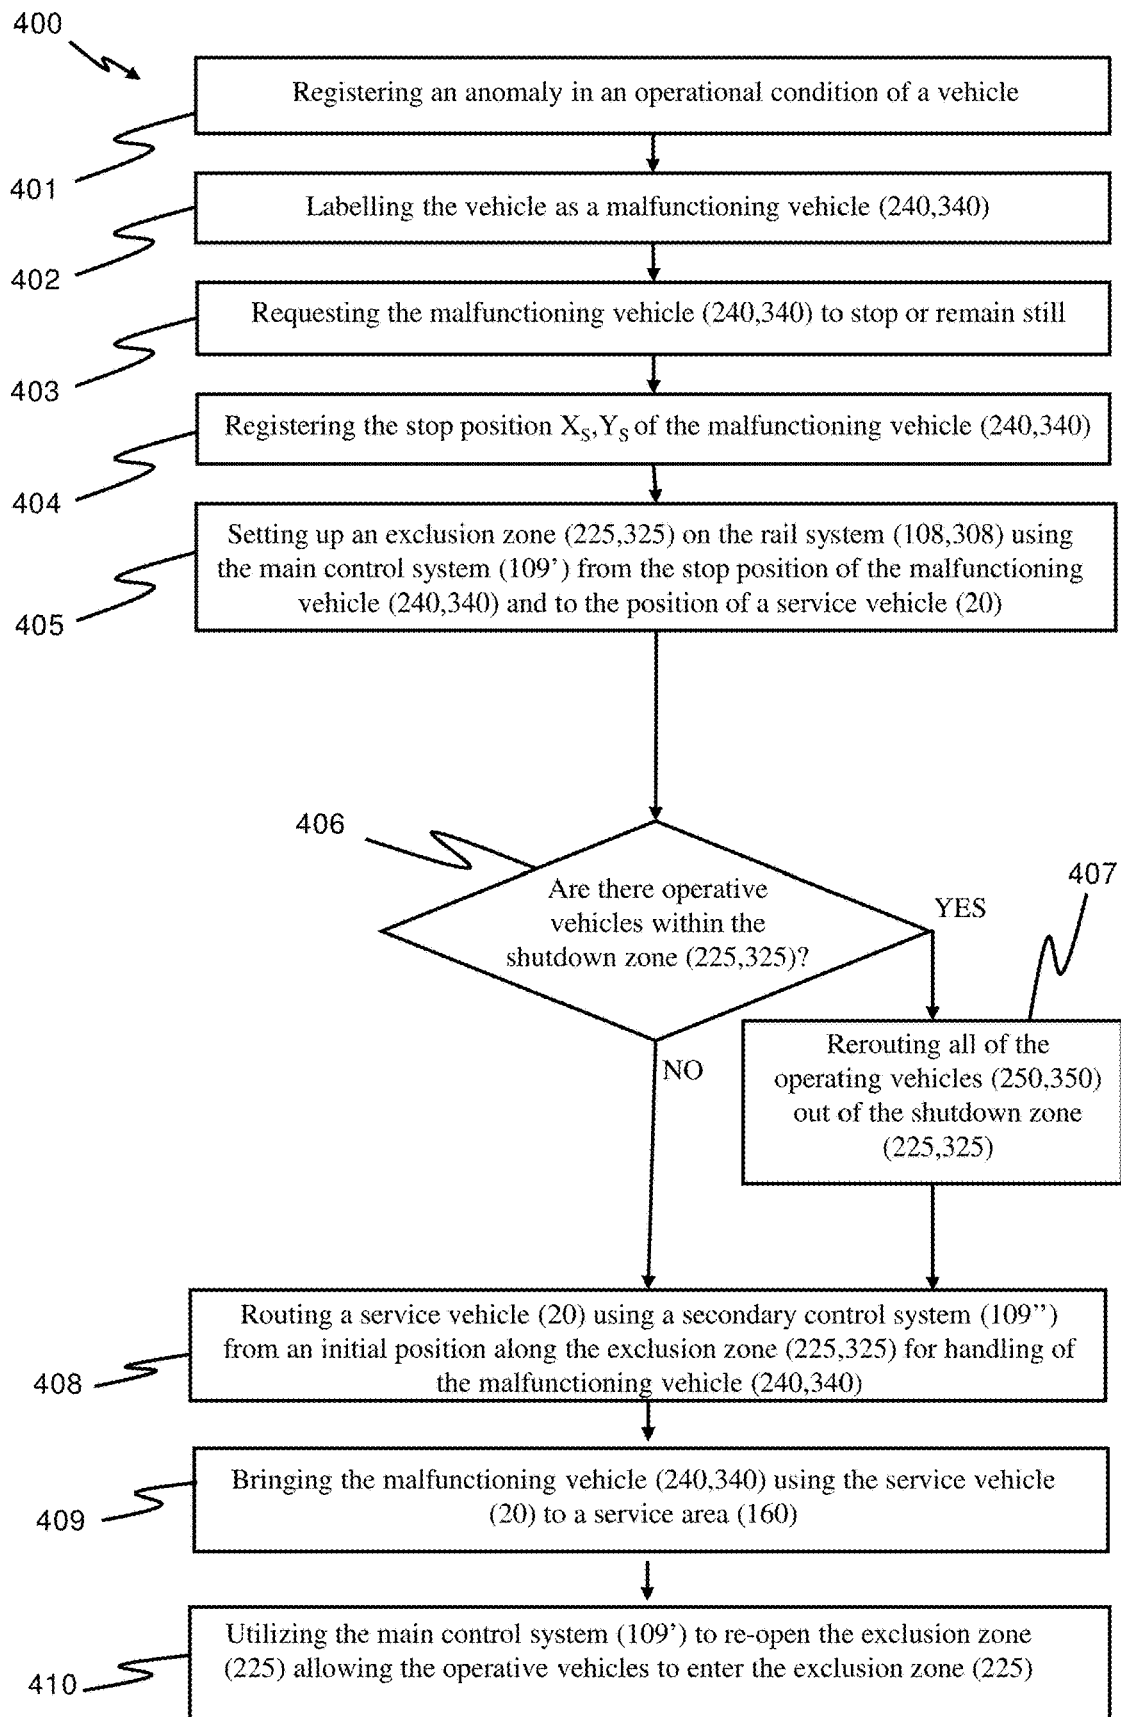 400
Registering an anomaly in an operational condition of a vehicle
401
Labelling the vehicle as a malfunctioning vehicle (240,340)
402
Requesting the malfunctioning vehicle (240,340) to stop or remain still
403
Registering the stop position XS,YS of the malfunctioning vehicle (240,340)
404
Setting up an exclusion zone (225,325) on the rail system (108,308) using
the main control system (109’) from the stop position of the malfunctioning
vehicle (240,340) and to the position of a service vehicle (20)
405
406
Are there operative
vehicles within the
shutdown zone (225,325)?
YES
407
NO
Rerouting all of the
operating vehicles (250,350)
out of the shutdown zone
(225,325)
Routing a service vehicle (20) using a secondary control system (109’’)
from an initial position along the exclusion zone (225,325) for handling of
the malfunctioning vehicle (240,340)
408
Bringing the malfunctioning vehicle (240,340) using the service vehicle
(20) to a service area (160)
409
Utilizing the main control system (109’) to re-open the exclusion zone
(225) allowing the operative vehicles to enter the exclusion zone (225)
410